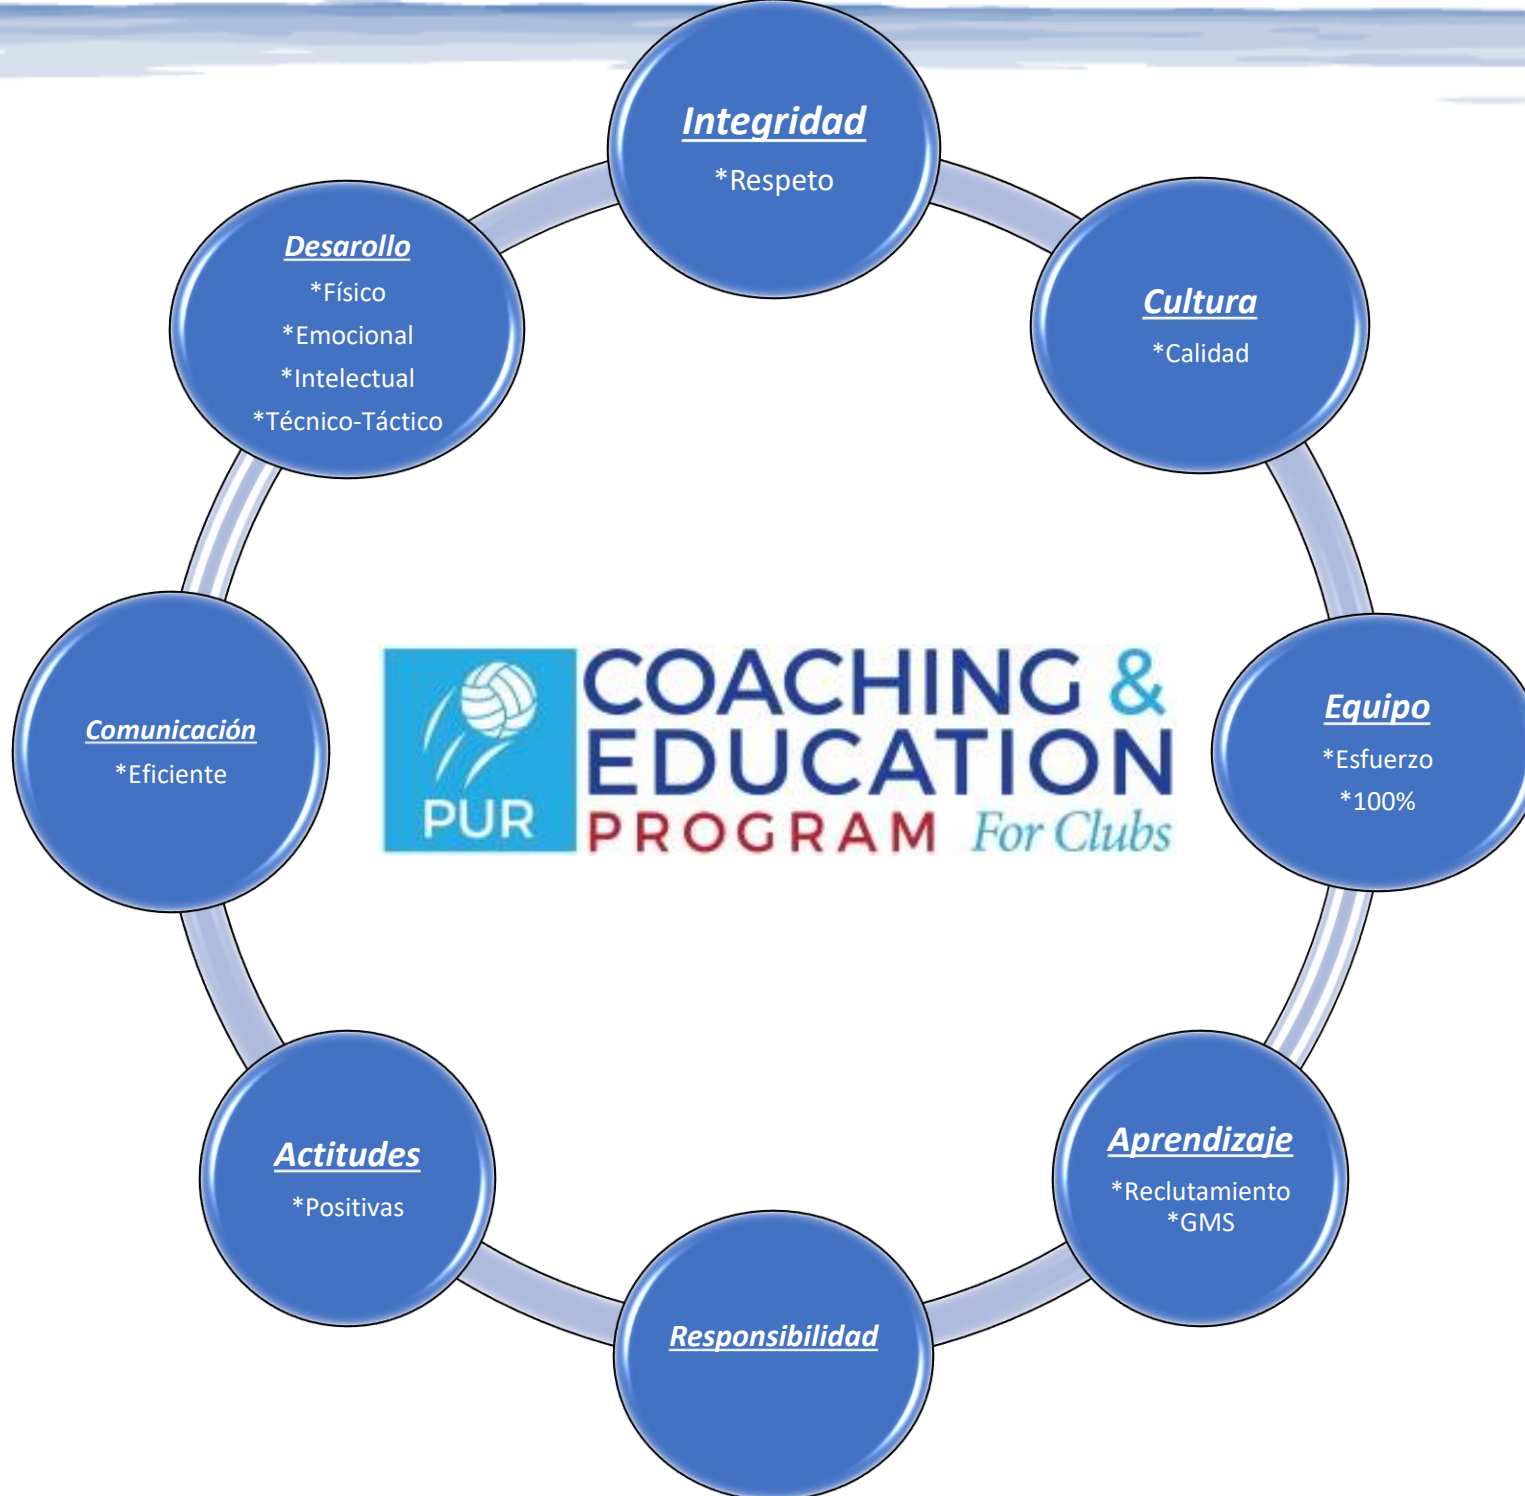 Integridad
*Respeto
Cultura
*Calidad
Equipo
*Esfuerzo
*100%
Aprendizaje
*Reclutamiento
*GMS
Responsibilidad
Actitudes
*Positivas
Comunicación
*Eficiente
Desarollo
*Físico
*Emocional
*Intelectual
*Técnico-Táctico
PUR
COACHING &
EDUCATION
PROGRAM For Clubs